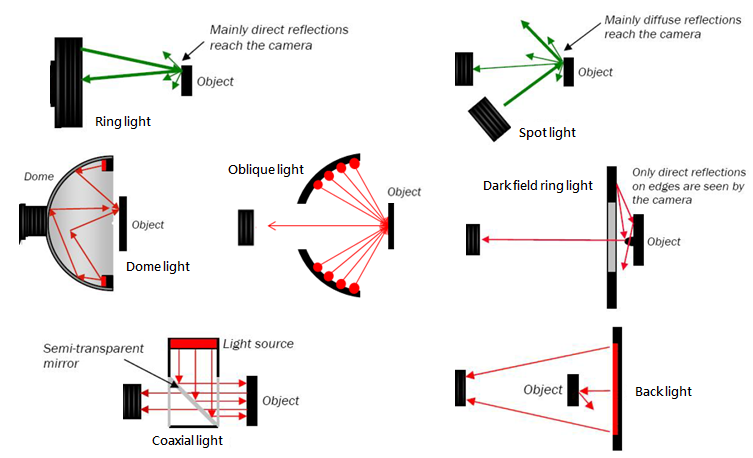 Mainly direct reflections
reach the camera
Object
Ring light
Mainly diffuse reflections
reach the camera
Object
Spot light
Dome
Object
Dome light
Oblique light
Object
Dark field ring light
Only direct reflections
on edges are seen by
the camera
Object
Semi-transparent
mirror
Light source
Object
Coaxial light
Object
Back light